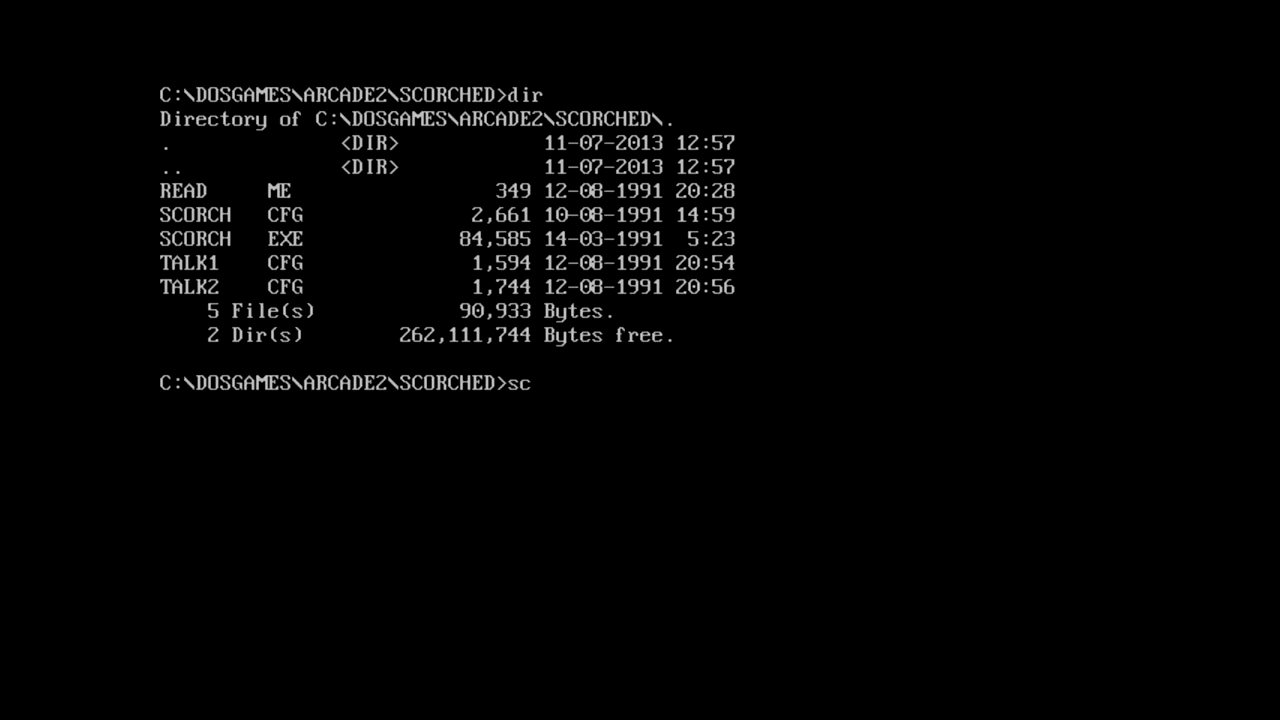 C:\DOSGAMES\ARCADE2\SCORCHED>dir
Directory of C:\DOSGAMES\ARCADE2\SCORCHED\.
. <DIR> 11-07-2013 12:57
.. <DIR> 11-07-2013 12:57
READ ME 349 12-08-1991 20:28
SCORCH CFG 2,661 10-08-1991 14:59
SCORCH EXE 84,585 14-03-1991 5:23
TALK1 CFG 1,594 12-08-1991 20:54
TALK2 CFG 1,744 12-08-1991 20:56
5 File(s) 90,933 Bytes.
2 Dir(s) 262,111,744 Bytes free.
C:\DOSGAMES\ARCADE2\SCORCHED>sc